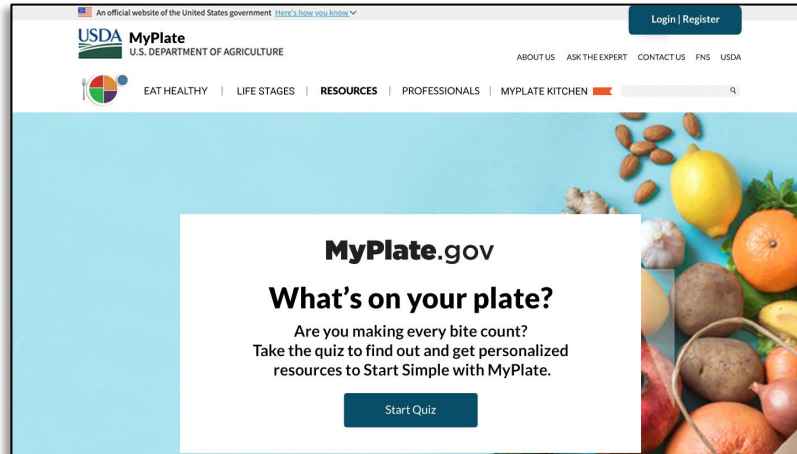 An official website of the United States government Here's how you know
Login | Register
USDA MyPlate
U.S. DEPARTMENT OF AGRICULTURE
ABOUT US ASK THE EXPERT CONTACT US FNS USDA
EAT HEALTHY | LIFE STAGES | RESOURCES | PROFESSIONALS | MYPLATE KITCHEN
MyPlate.gov
What's on your plate?
Are you making every bite count?
Take the quiz to find out and get personalized
resources to Start Simple with MyPlate.
Start Quiz